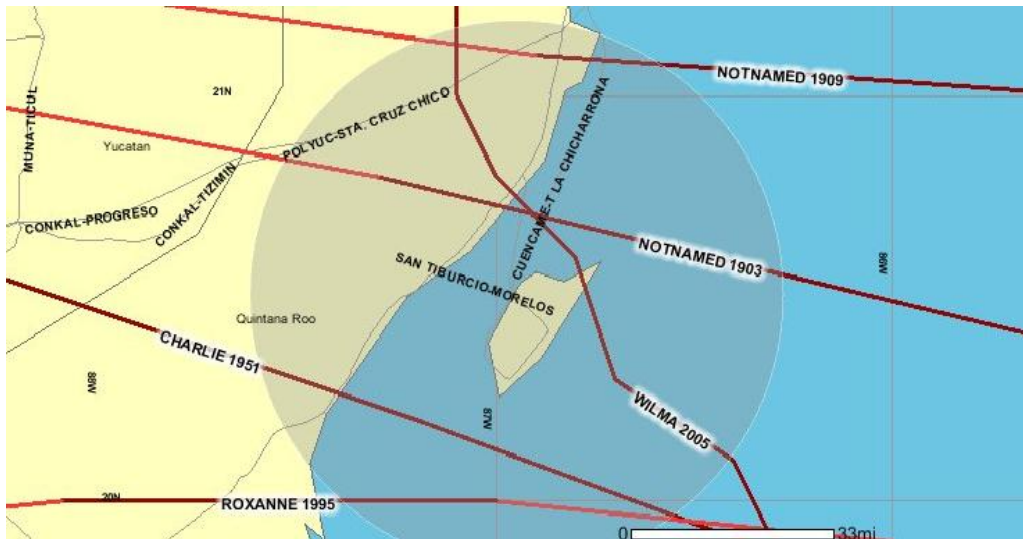 NOTNAMED 1909
21N
POLYUC-STA. CRUZ CHICO
MUNA-TICUL
Yucatan
CUENCAME-T LA CHICHARRONA
CONKAL-TIZIMIN
CONKAL-PROGRESO
NOTNAMED 1903
86W
SAN TIBURCIO-MORELOS
Quintana Roo
CHARLIE 1951
88W
87W
WILMA 2005
20N
ROXANNE 1995
0 33mi